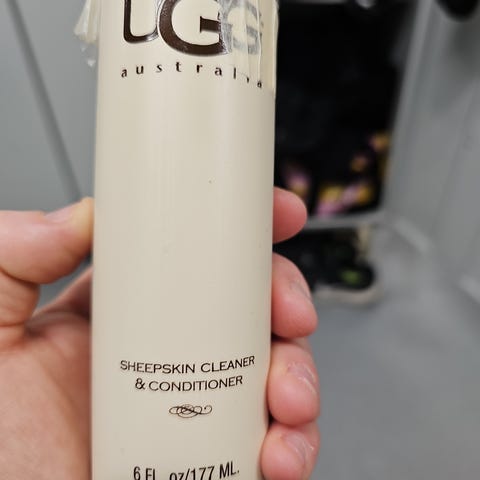 UGG
australia
SHEEPSKIN CLEANER
& CONDITIONER
6 FL. oz/177 ML.